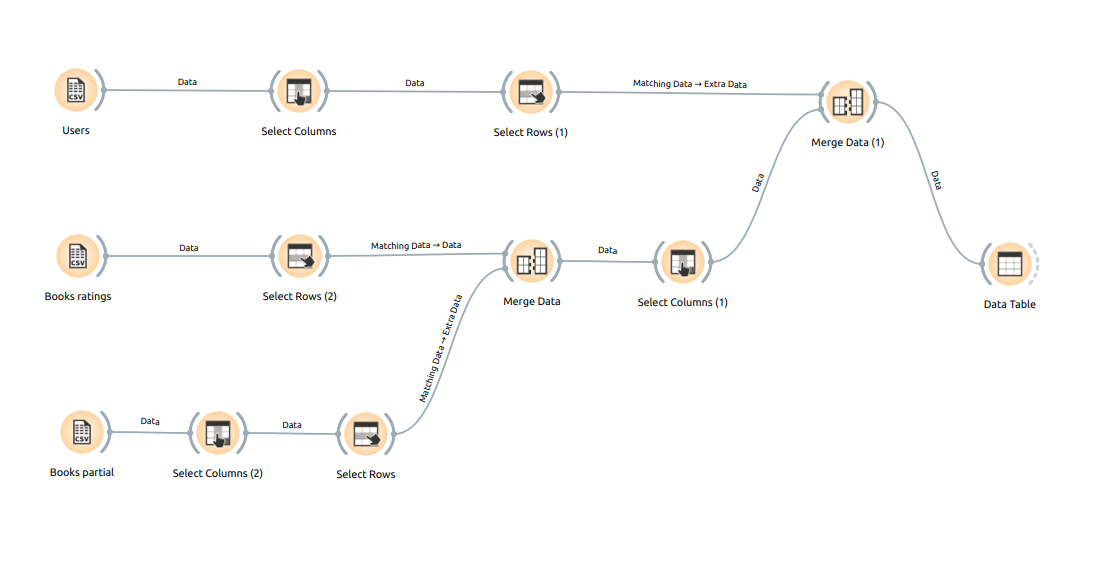 Data
Data
Matching Data → Extra Data
CSV
Users
Select Columns
Select Rows (1)
Merge Data (1)
Data
Data
Data
Matching Data → Data
Data
CSV
Books ratings
Select Rows (2)
Merge Data
Select Columns (1)
Data Table
Matching Data → Extra Data
Data
Data
CSV
Books partial
Select Columns (2)
Select Rows